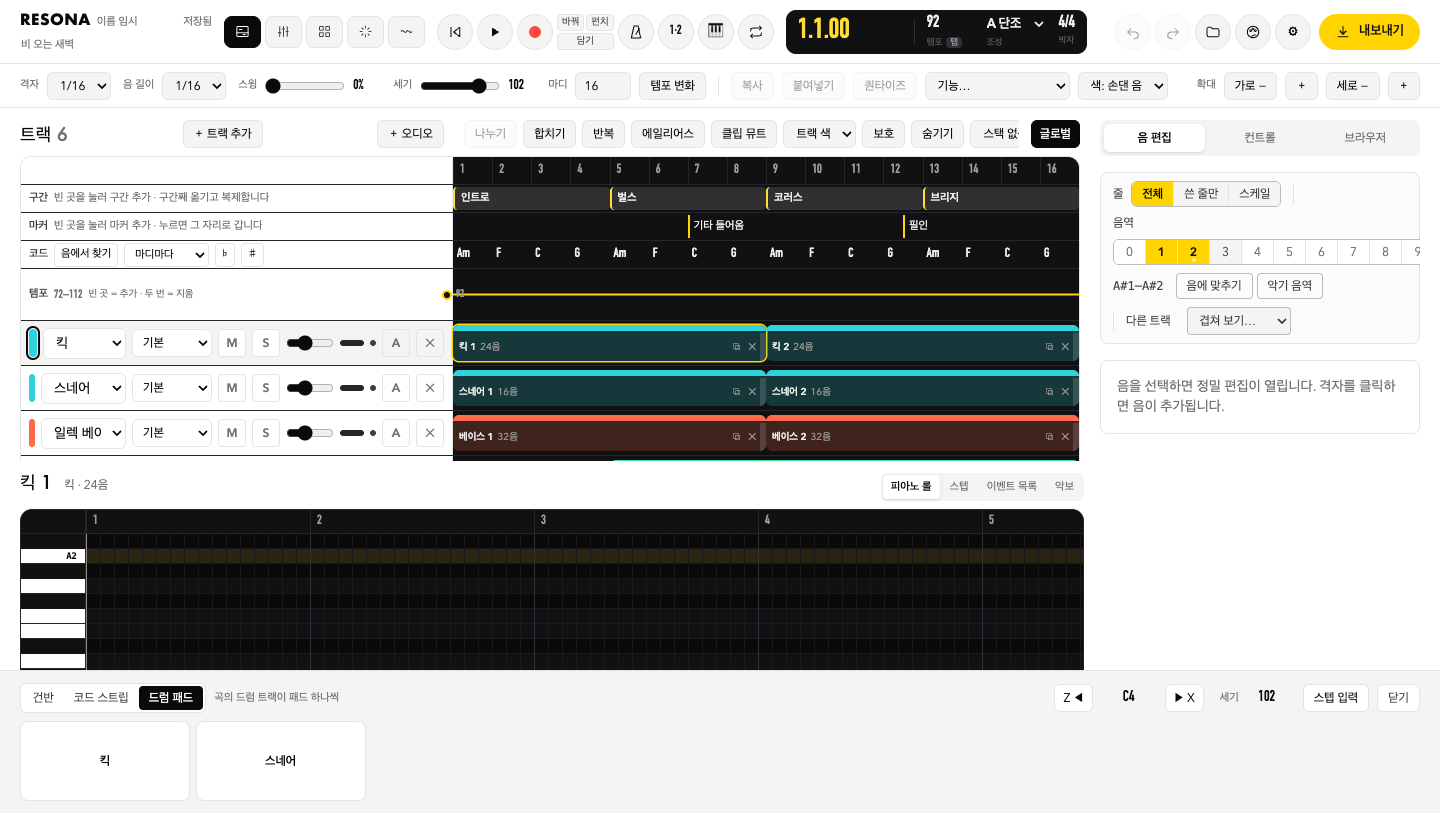 RESONA 이름 임시 저장됨
비 오는 새벽
바꿔 펀치
담기
1·2
1.1.00
92
템포 탭
A 단조
조성
4/4
박자
내보내기
격자 1/16 음 길이 1/16 스윙 0% 세기 102 마디 16 템포 변화 복사 붙여넣기 퀀타이즈 기능… 색: 손댄 음 확대 가로 − + 세로 − +
트랙 6 + 트랙 추가 + 오디오 나누기 합치기 반복 에일리어스 클립 뮤트 트랙 색 보호 숨기기 스택 없 글로벌
1 2 3 4 5 6 7 8 9 10 11 12 13 14 15 16
구간 빈 곳을 눌러 구간 추가 · 구간째 옮기고 복제합니다 인트로 벌스 코러스 브리지
마커 빈 곳을 눌러 마커 추가 · 누르면 그 자리로 갑니다 기타 들어옴 필인
코드 음에서 찾기 마디마다 ♭ # Am F C G Am F C G Am F C G Am F C G
템포 72–112 빈 곳 = 추가 · 두 번 = 지움 92
킥 기본 M S A × 킥 1 24음 × 킥 2 24음 ×
스네어 기본 M S A × 스네어 1 16음 × 스네어 2 16음 ×
일렉 베이 기본 M S A × 베이스 1 32음 × 베이스 2 32음 ×
킥 1 킥 · 24음 피아노 롤 스텝 이벤트 목록 악보
1 2 3 4 5
A2
음 편집 컨트롤 브라우저
줄 전체 쓴 줄만 스케일
음역
0 1 2 3 4 5 6 7 8 9
A#1–A#2 음에 맞추기 악기 음역
다른 트랙 겹쳐 보기…
음을 선택하면 정밀 편집이 열립니다. 격자를 클릭하
면 음이 추가됩니다.
건반 코드 스트립 드럼 패드 곡의 드럼 트랙이 패드 하나씩 Z ◀ C4 ▶ X 세기 102 스텝 입력 닫기
킥 스네어